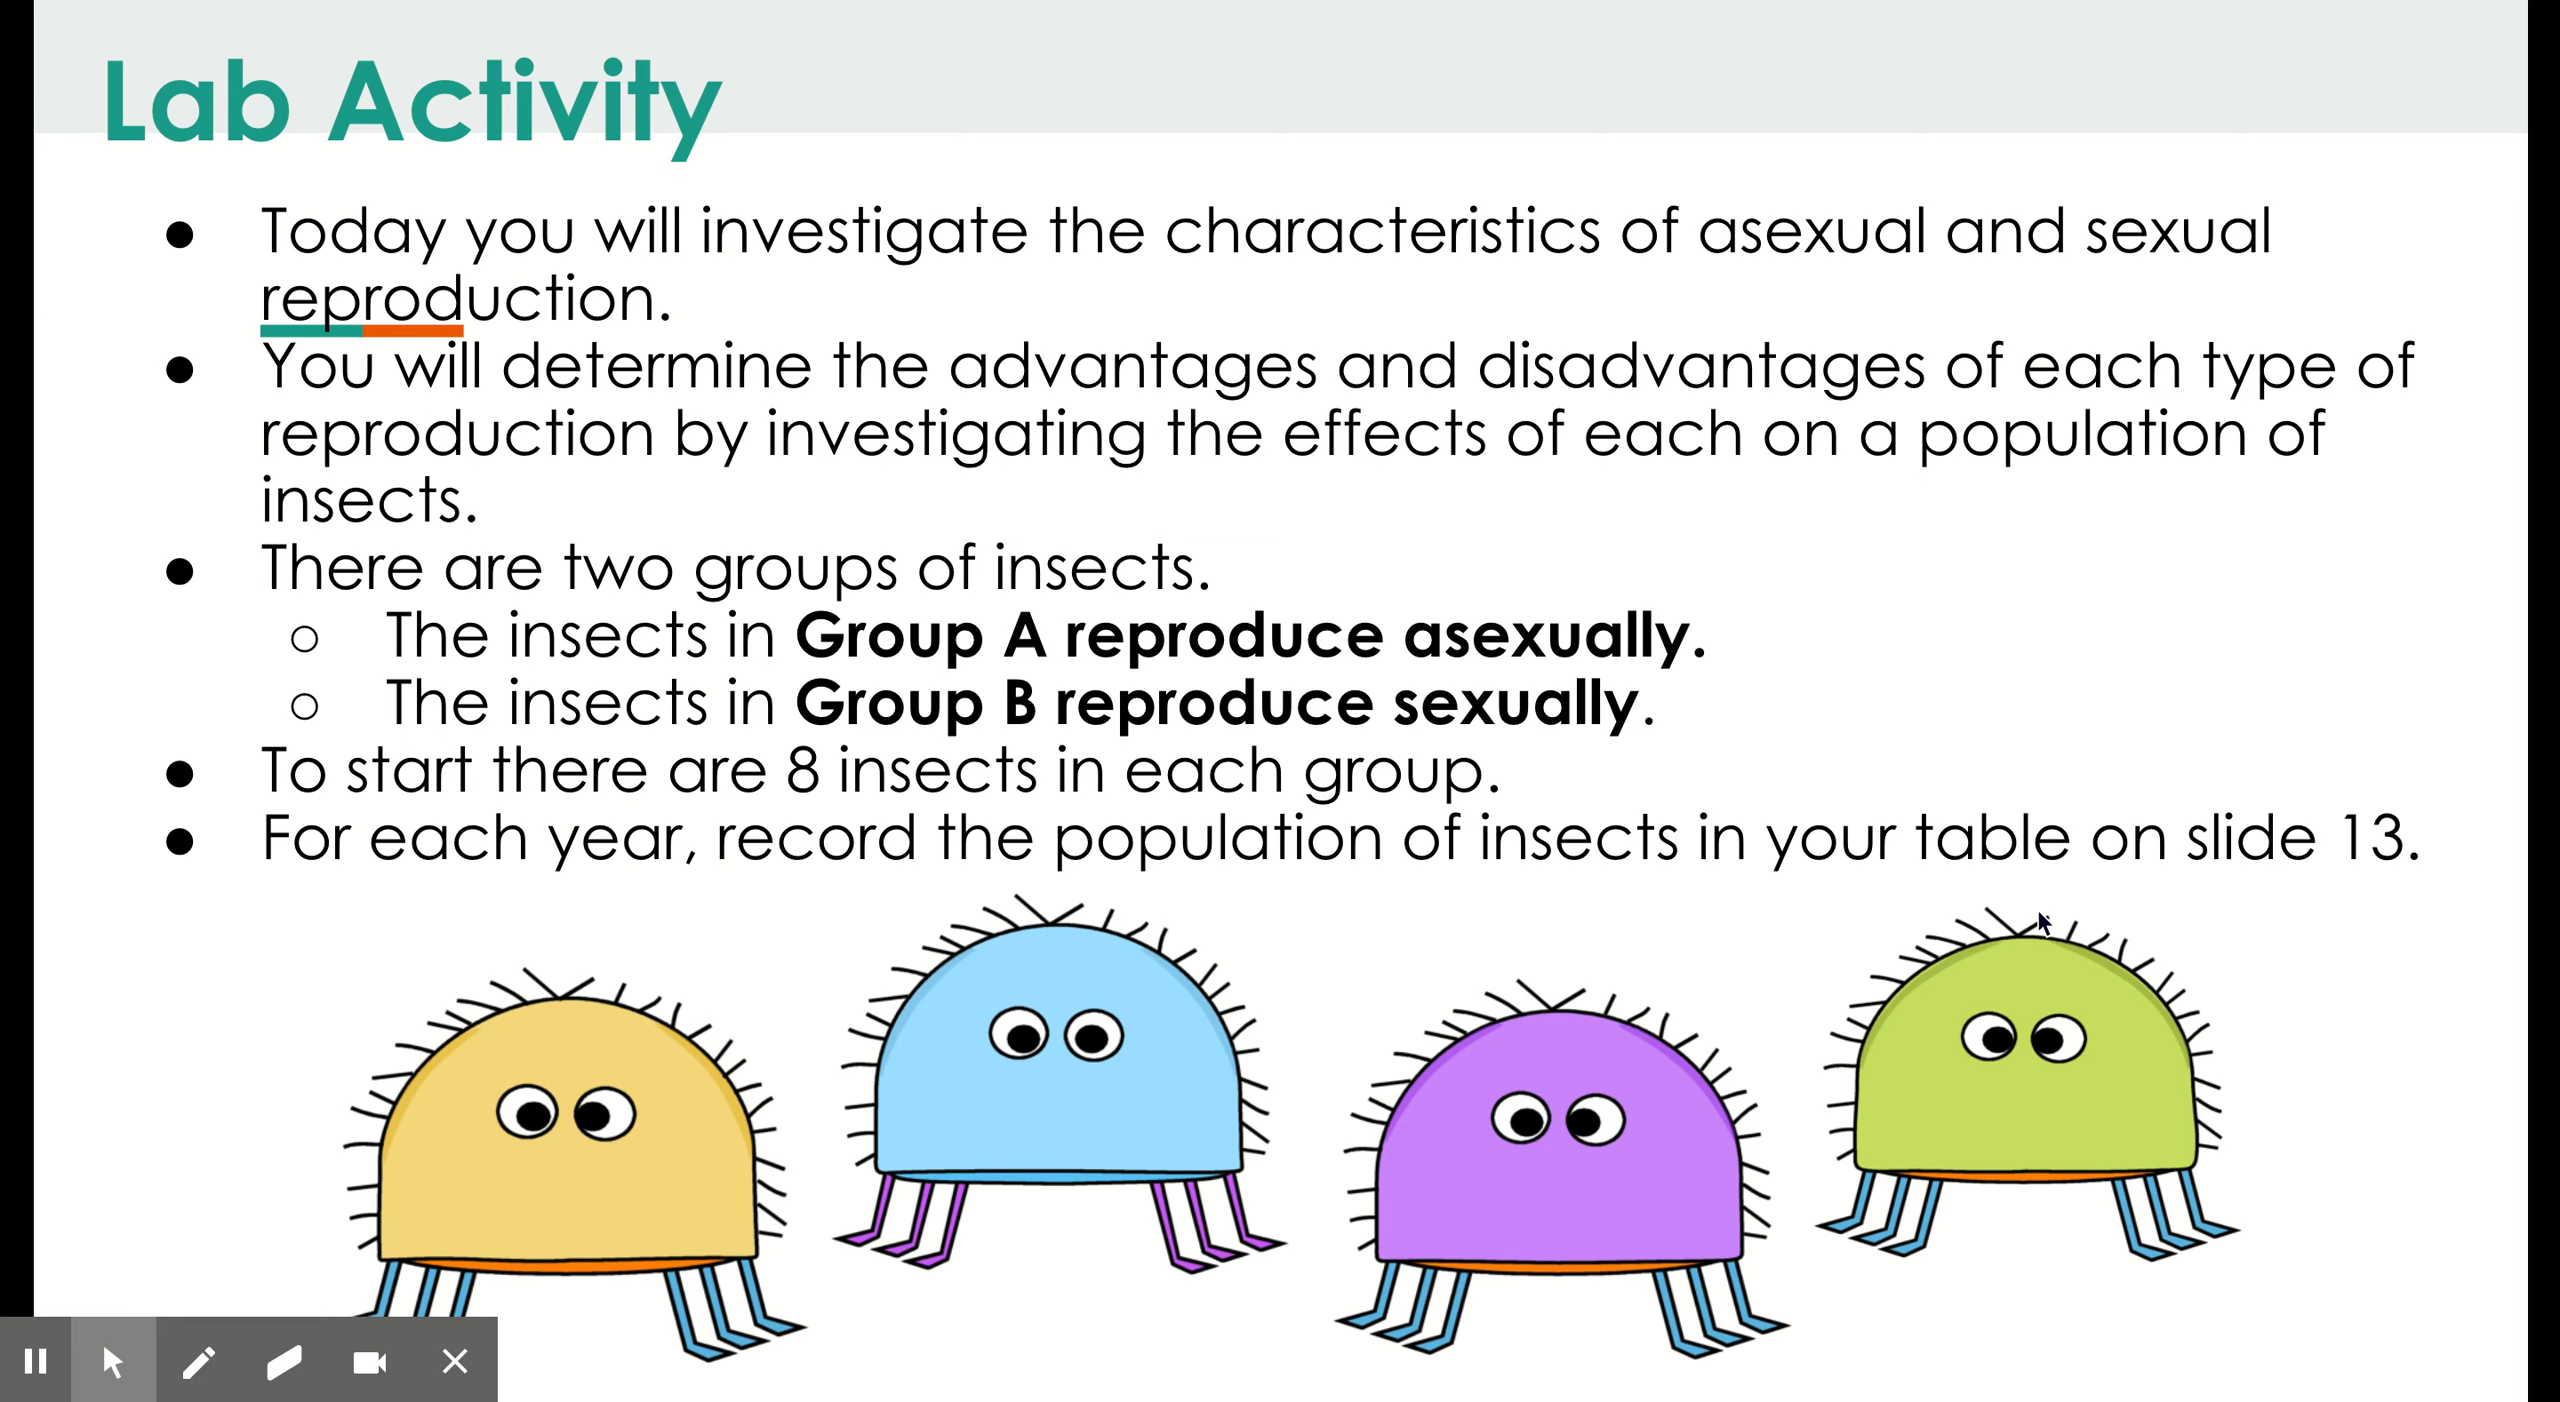 Lab Activity
● Today you will investigate the characteristics of asexual and sexual
reproduction.
● You will determine the advantages and disadvantages of each type of
reproduction by investigating the effects of each on a population of
insects.
● There are two groups of insects.
○ The insects in Group A reproduce asexually.
○ The insects in Group B reproduce sexually.
● To start there are 8 insects in each group.
● For each year, record the population of insects in your table on slide 13.